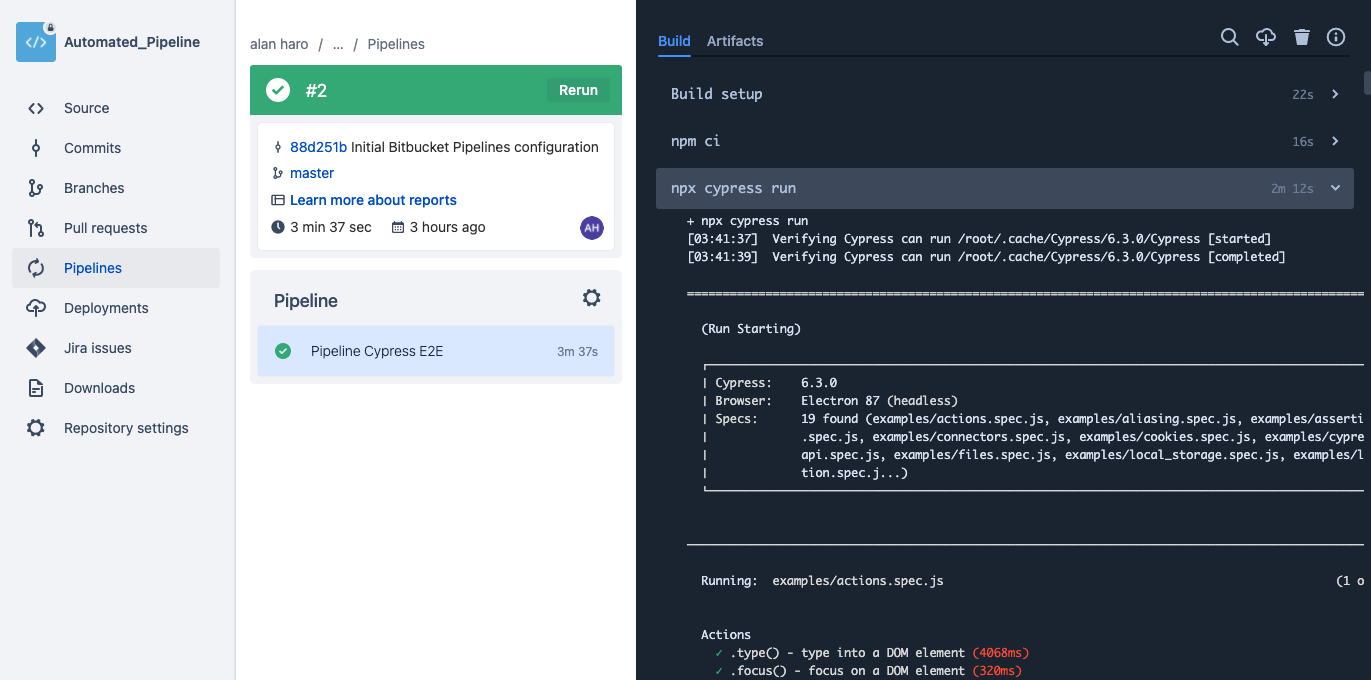 Automated_Pipeline
Source
Commits
Branches
Pull requests
Pipelines
Deployments
Jira issues
Downloads
Repository settings
alan haro / ... / Pipelines
#2 Rerun
88d251b Initial Bitbucket Pipelines configuration
master
Learn more about reports
3 min 37 sec 3 hours ago AH
Pipeline
Pipeline Cypress E2E 3m 37s
Build Artifacts
Build setup 22s
npm ci 16s
npx cypress run 2m 12s
+ npx cypress run
[03:41:37] Verifying Cypress can run /root/.cache/Cypress/6.3.0/Cypress [started]
[03:41:39] Verifying Cypress can run /root/.cache/Cypress/6.3.0/Cypress [completed]
(Run Starting)
Cypress: 6.3.0
Browser: Electron 87 (headless)
Specs: 19 found (examples/actions.spec.js, examples/aliasing.spec.js, examples/asserti
.spec.js, examples/connectors.spec.js, examples/cookies.spec.js, examples/cypre
api.spec.js, examples/files.spec.js, examples/local_storage.spec.js, examples/l
tion.spec.j...)
Running: examples/actions.spec.js (1 o
Actions
✓ .type() - type into a DOM element (4068ms)
✓ .focus() - focus on a DOM element (320ms)